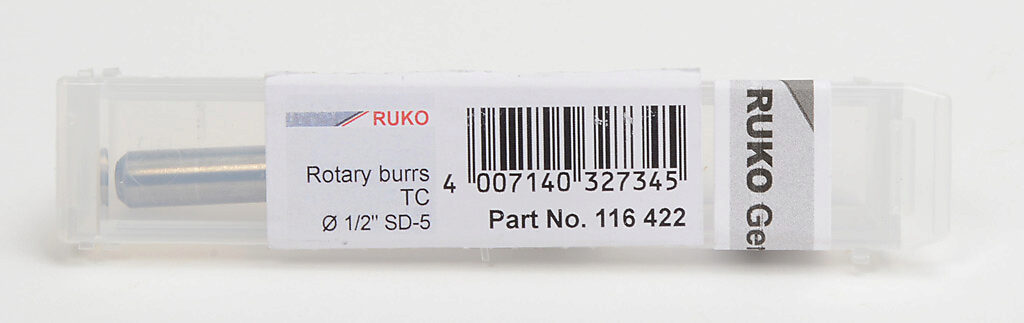 RUKO
Rotary burrs
TC
Ø 1/2" SD-5
4 007140 327345
Part No. 116 422
RUKO Ge